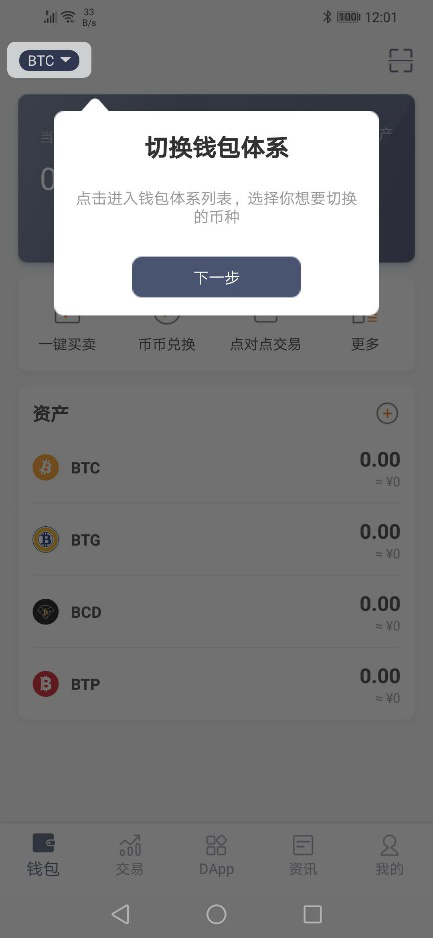 33
B/s
100
12:01
BTC
当
产
切换钱包体系
0
点击进入钱包体系列表，选择你想要切换
的币种
下一步
一键买卖
币币兑换
点对点交易
更多
资产
BTC
0.00
≈ ¥0
BTG
0.00
≈ ¥0
BCD
0.00
≈ ¥0
BTP
0.00
≈ ¥0
钱包
交易
DApp
资讯
我的